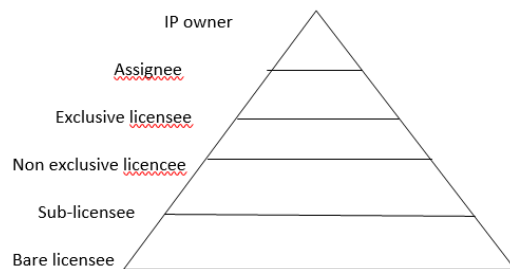 IP owner
Assignee
Exclusive licensee
Non exclusive licencee
Sub-licensee
Bare licensee